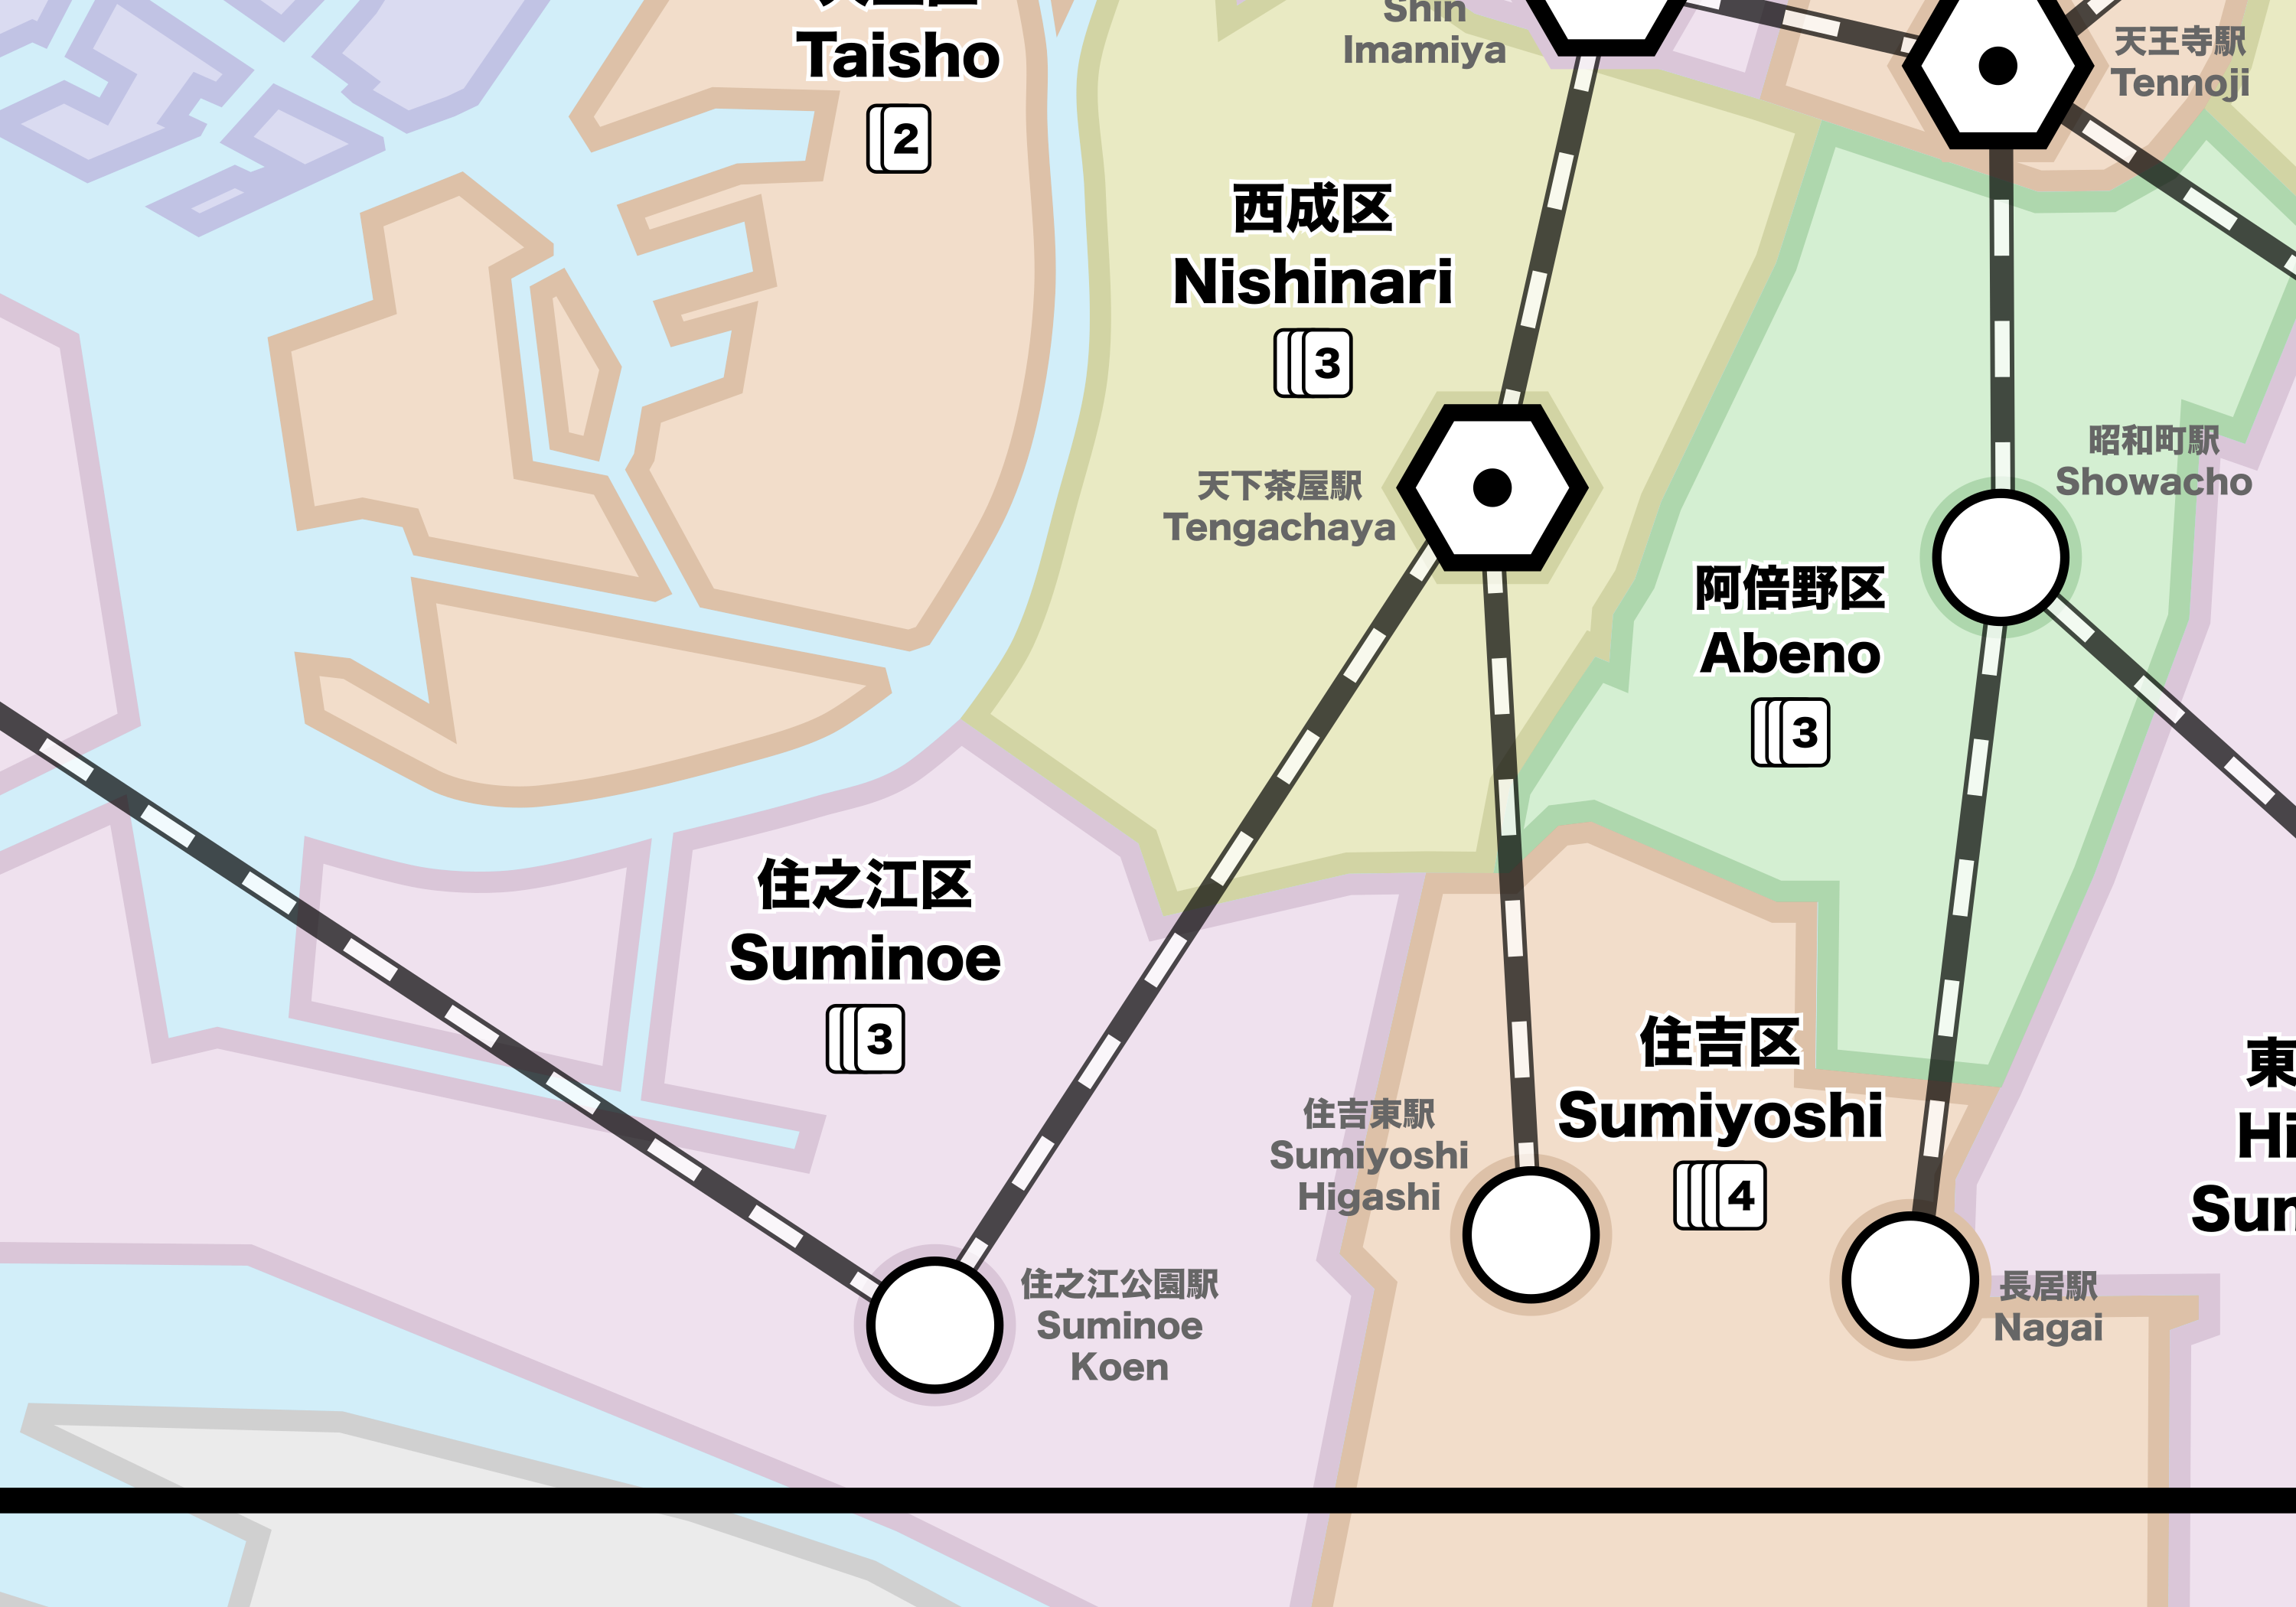 Taisho
2
Shin
Imamiya
天王寺駅
Tennoji
西成区
Nishinari
3
天下茶屋駅
Tengachaya
昭和町駅
Showacho
阿倍野区
Abeno
3
住之江区
Suminoe
3
住吉区
Sumiyoshi
4
住吉東駅
Sumiyoshi
Higashi
住之江公園駅
Suminoe
Koen
長居駅
Nagai
東